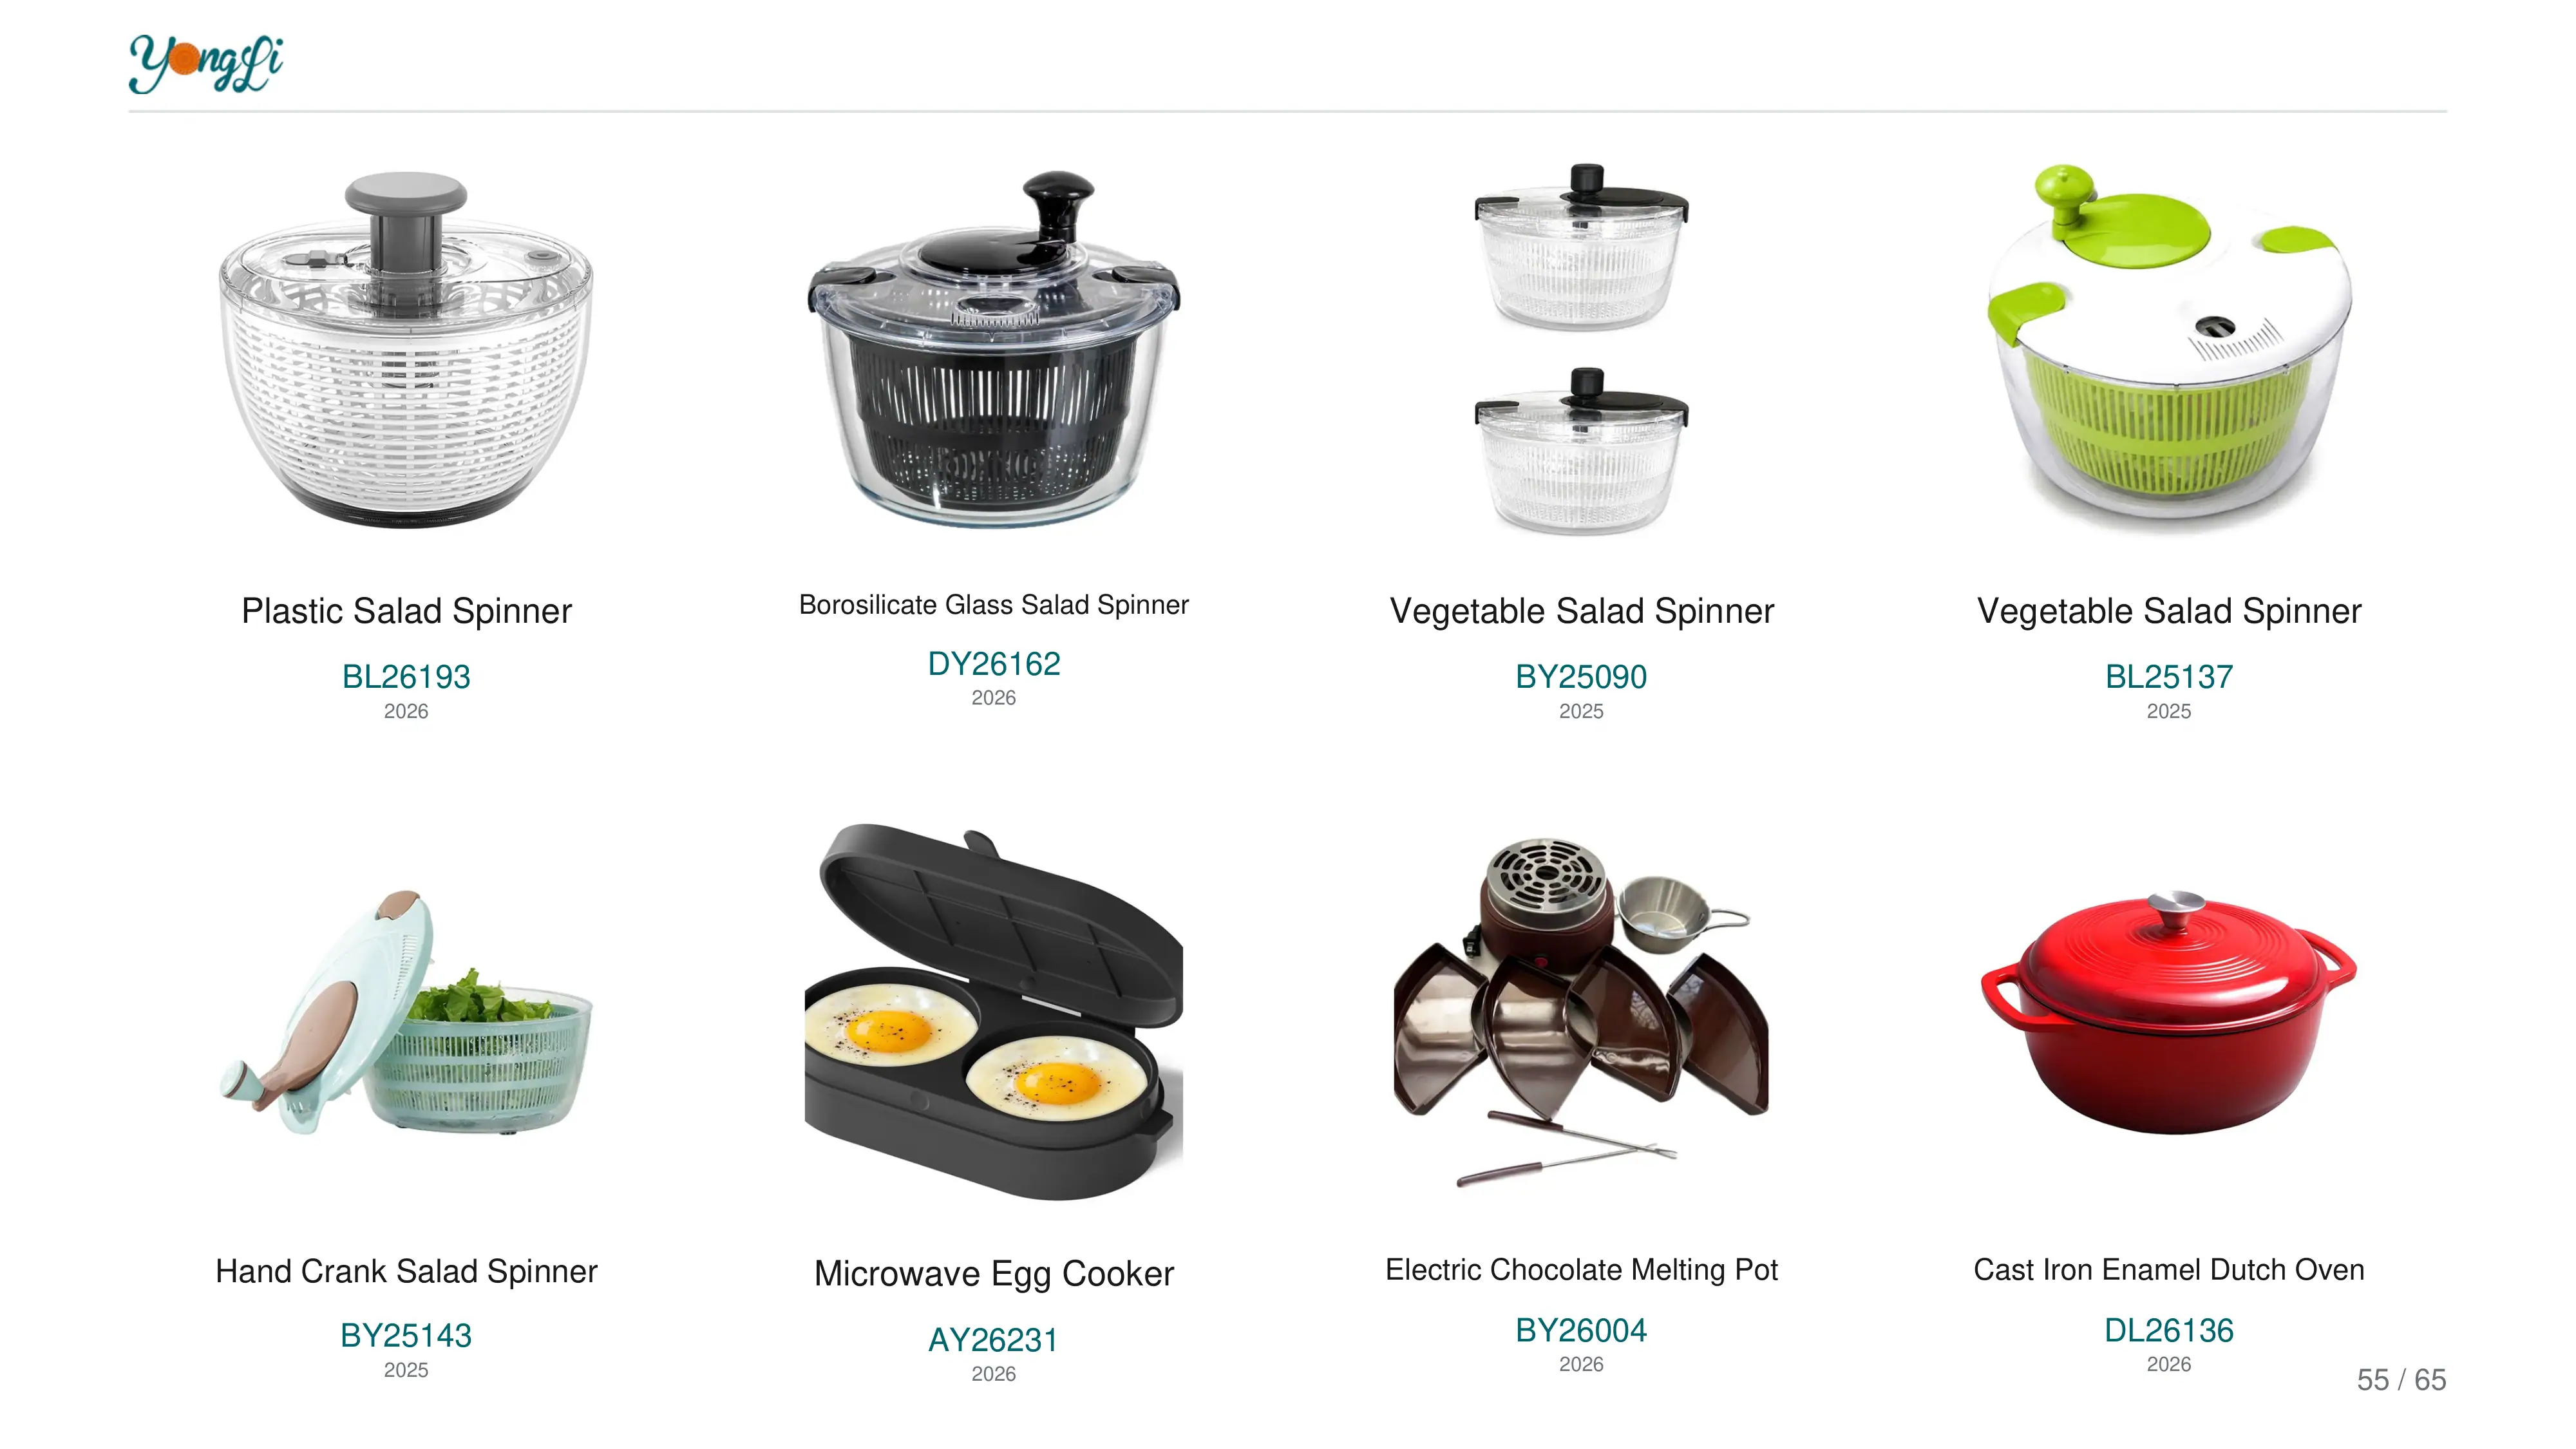 YongLi
Plastic Salad Spinner
BL26193
2026
Borosilicate Glass Salad Spinner
DY26162
2026
Vegetable Salad Spinner
BY25090
2025
Vegetable Salad Spinner
BL25137
2025
Hand Crank Salad Spinner
BY25143
2025
Microwave Egg Cooker
AY26231
2026
Electric Chocolate Melting Pot
BY26004
2026
Cast Iron Enamel Dutch Oven
DL26136
2026
55 / 65